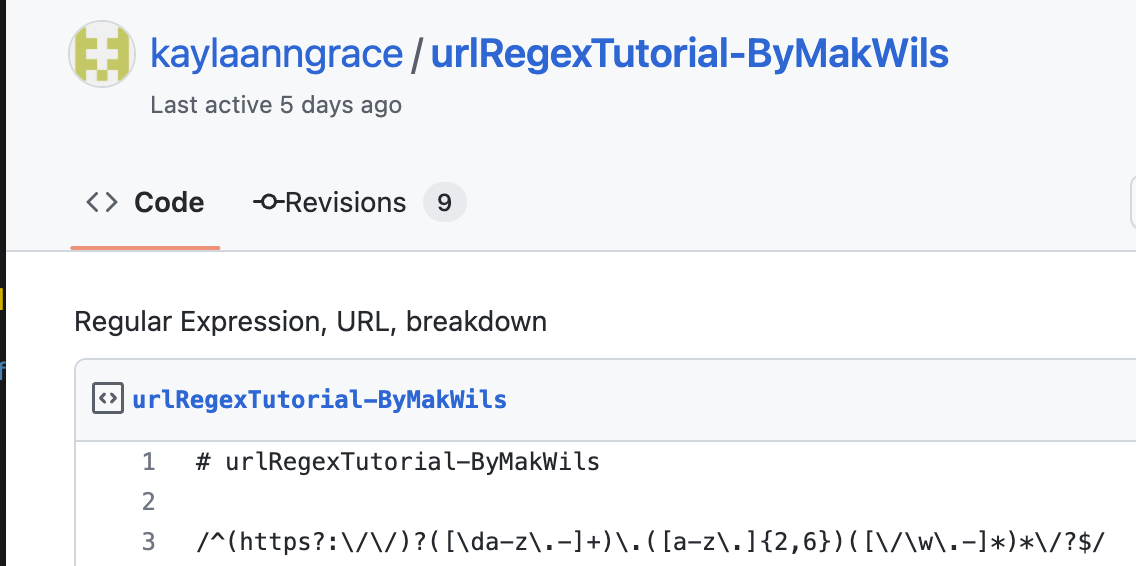 kaylaanngrace / urlRegexTutorial-ByMakWils
Last active 5 days ago
<> Code Revisions 9
Regular Expression, URL, breakdown
urlRegexTutorial-ByMakWils
1 # urlRegexTutorial-ByMakWils
2
3 /^(https?:\/\/)?([\da-z\.-]+)\.([a-z\.]{2,6})([\/\w\.-]*)*\/?$/